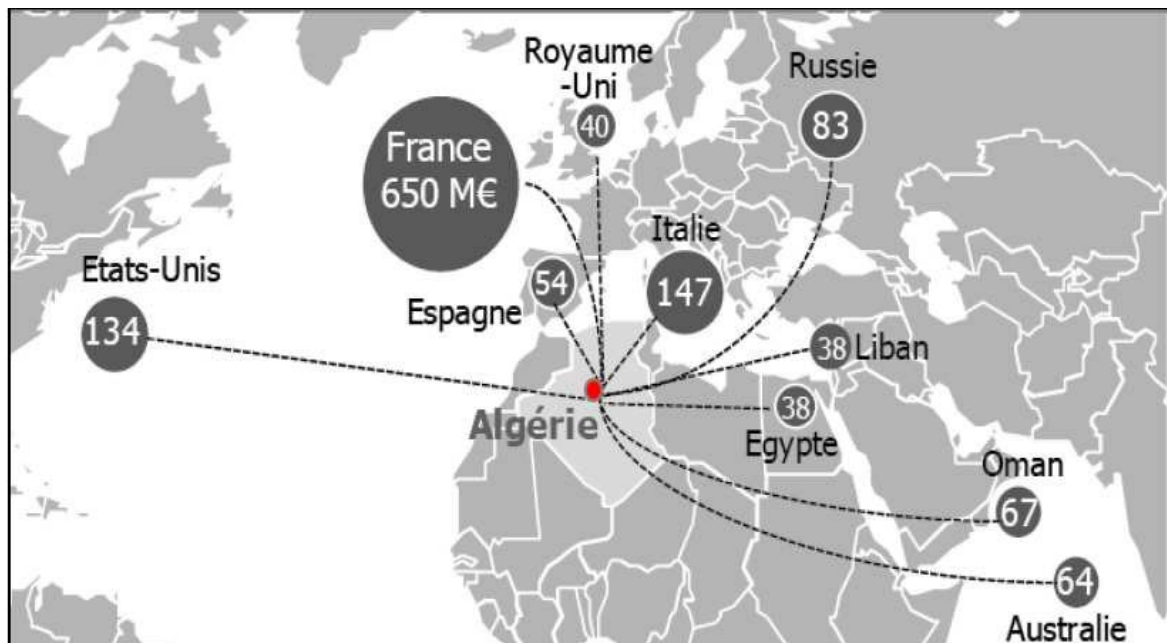 Royaume
-Uni
40
Russie
83
France
650 M€
Italie
147
Etats-Unis
134
54
Espagne
38 Liban
Algérie
38
Egypte
Oman
67
64
Australie